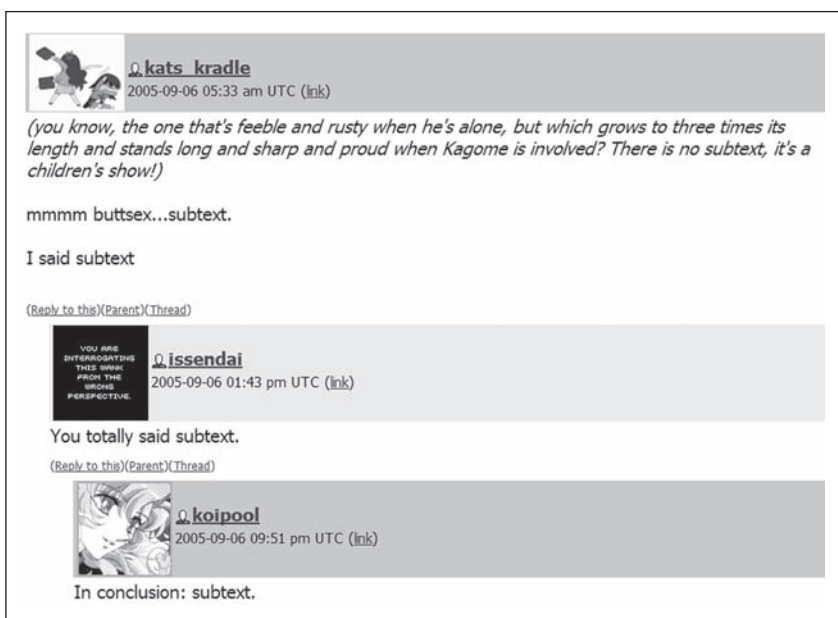 kats_kradle
2005-09-06 05:33 am UTC (link)
(you know, the one that's feeble and rusty when he's alone, but which grows to three times its
length and stands long and sharp and proud when Kagome is involved? There is no subtext, it's a
children's show!)
mmmm buttsex...subtext.
I said subtext
(Reply to this)(Parent)(Thread)
YOU ARE
INTERROGATING
THIS WANK
FROM THE
WRONG
PERSPECTIVE.
issendai
2005-09-06 01:43 pm UTC (link)
You totally said subtext.
(Reply to this)(Parent)(Thread)
koipool
2005-09-06 09:51 pm UTC (link)
In conclusion: subtext.